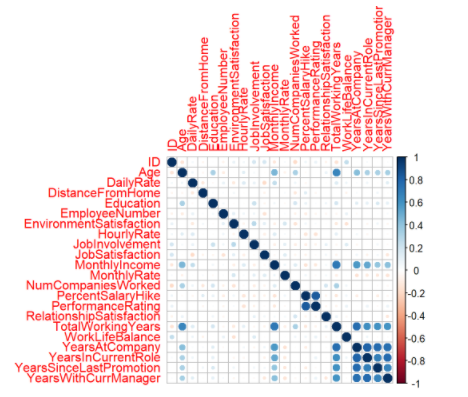 ID
Age
DailyRate
DistanceFromHome
Education
EmployeeNumber
EnvironmentSatisfaction
HourlyRate
JobInvolvement
JobSatisfaction
MonthlyIncome
MonthlyRate
NumCompaniesWorked
PercentSalaryHike
PerformanceRating
RelationshipSatisfaction
TotalWorkingYears
WorkLifeBalance
YearsAtCompany
YearsInCurrentRole
YearsSinceLastPromotion
YearsWithCurrManager
ID
Age
DailyRate
DistanceFromHome
Education
EmployeeNumber
EnvironmentSatisfaction
HourlyRate
JobInvolvement
JobSatisfaction
MonthlyIncome
MonthlyRate
NumCompaniesWorked
PercentSalaryHike
PerformanceRating
RelationshipSatisfaction
TotalWorkingYears
WorkLifeBalance
YearsAtCompany
YearsInCurrentRole
YearsSinceLastPromotion
YearsWithCurrManager
1
0.8
0.6
0.4
0.2
0
-0.2
-0.4
-0.6
-0.8
-1